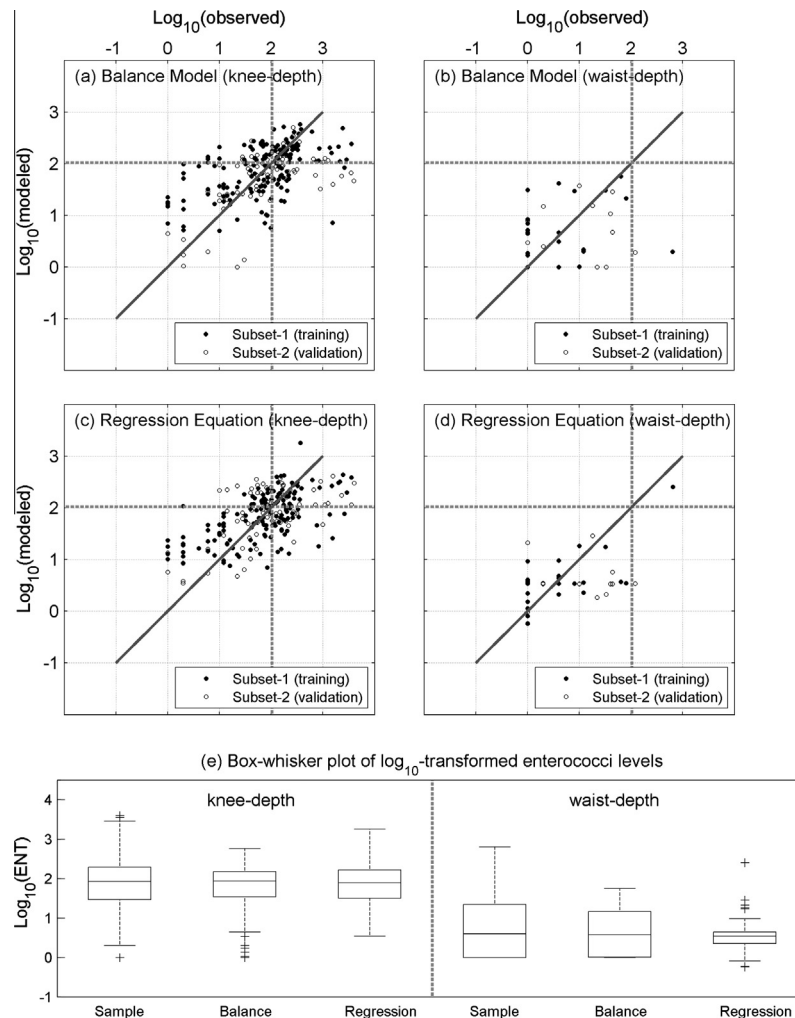 Log10(observed)
Log10(observed)
-1 0 1 2 3
-1 0 1 2 3
(a) Balance Model (knee-depth)
(b) Balance Model (waist-depth)
Log10(modeled)
3
2
1
0
-1
Subset-1 (training)
Subset-2 (validation)
Subset-1 (training)
Subset-2 (validation)
(c) Regression Equation (knee-depth)
(d) Regression Equation (waist-depth)
Log10(modeled)
3
2
1
0
-1
Subset-1 (training)
Subset-2 (validation)
Subset-1 (training)
Subset-2 (validation)
(e) Box-whisker plot of log10-transformed enterococci levels
knee-depth
waist-depth
Log10(ENT)
4
3
2
1
0
-1
Sample Balance Regression Sample Balance Regression